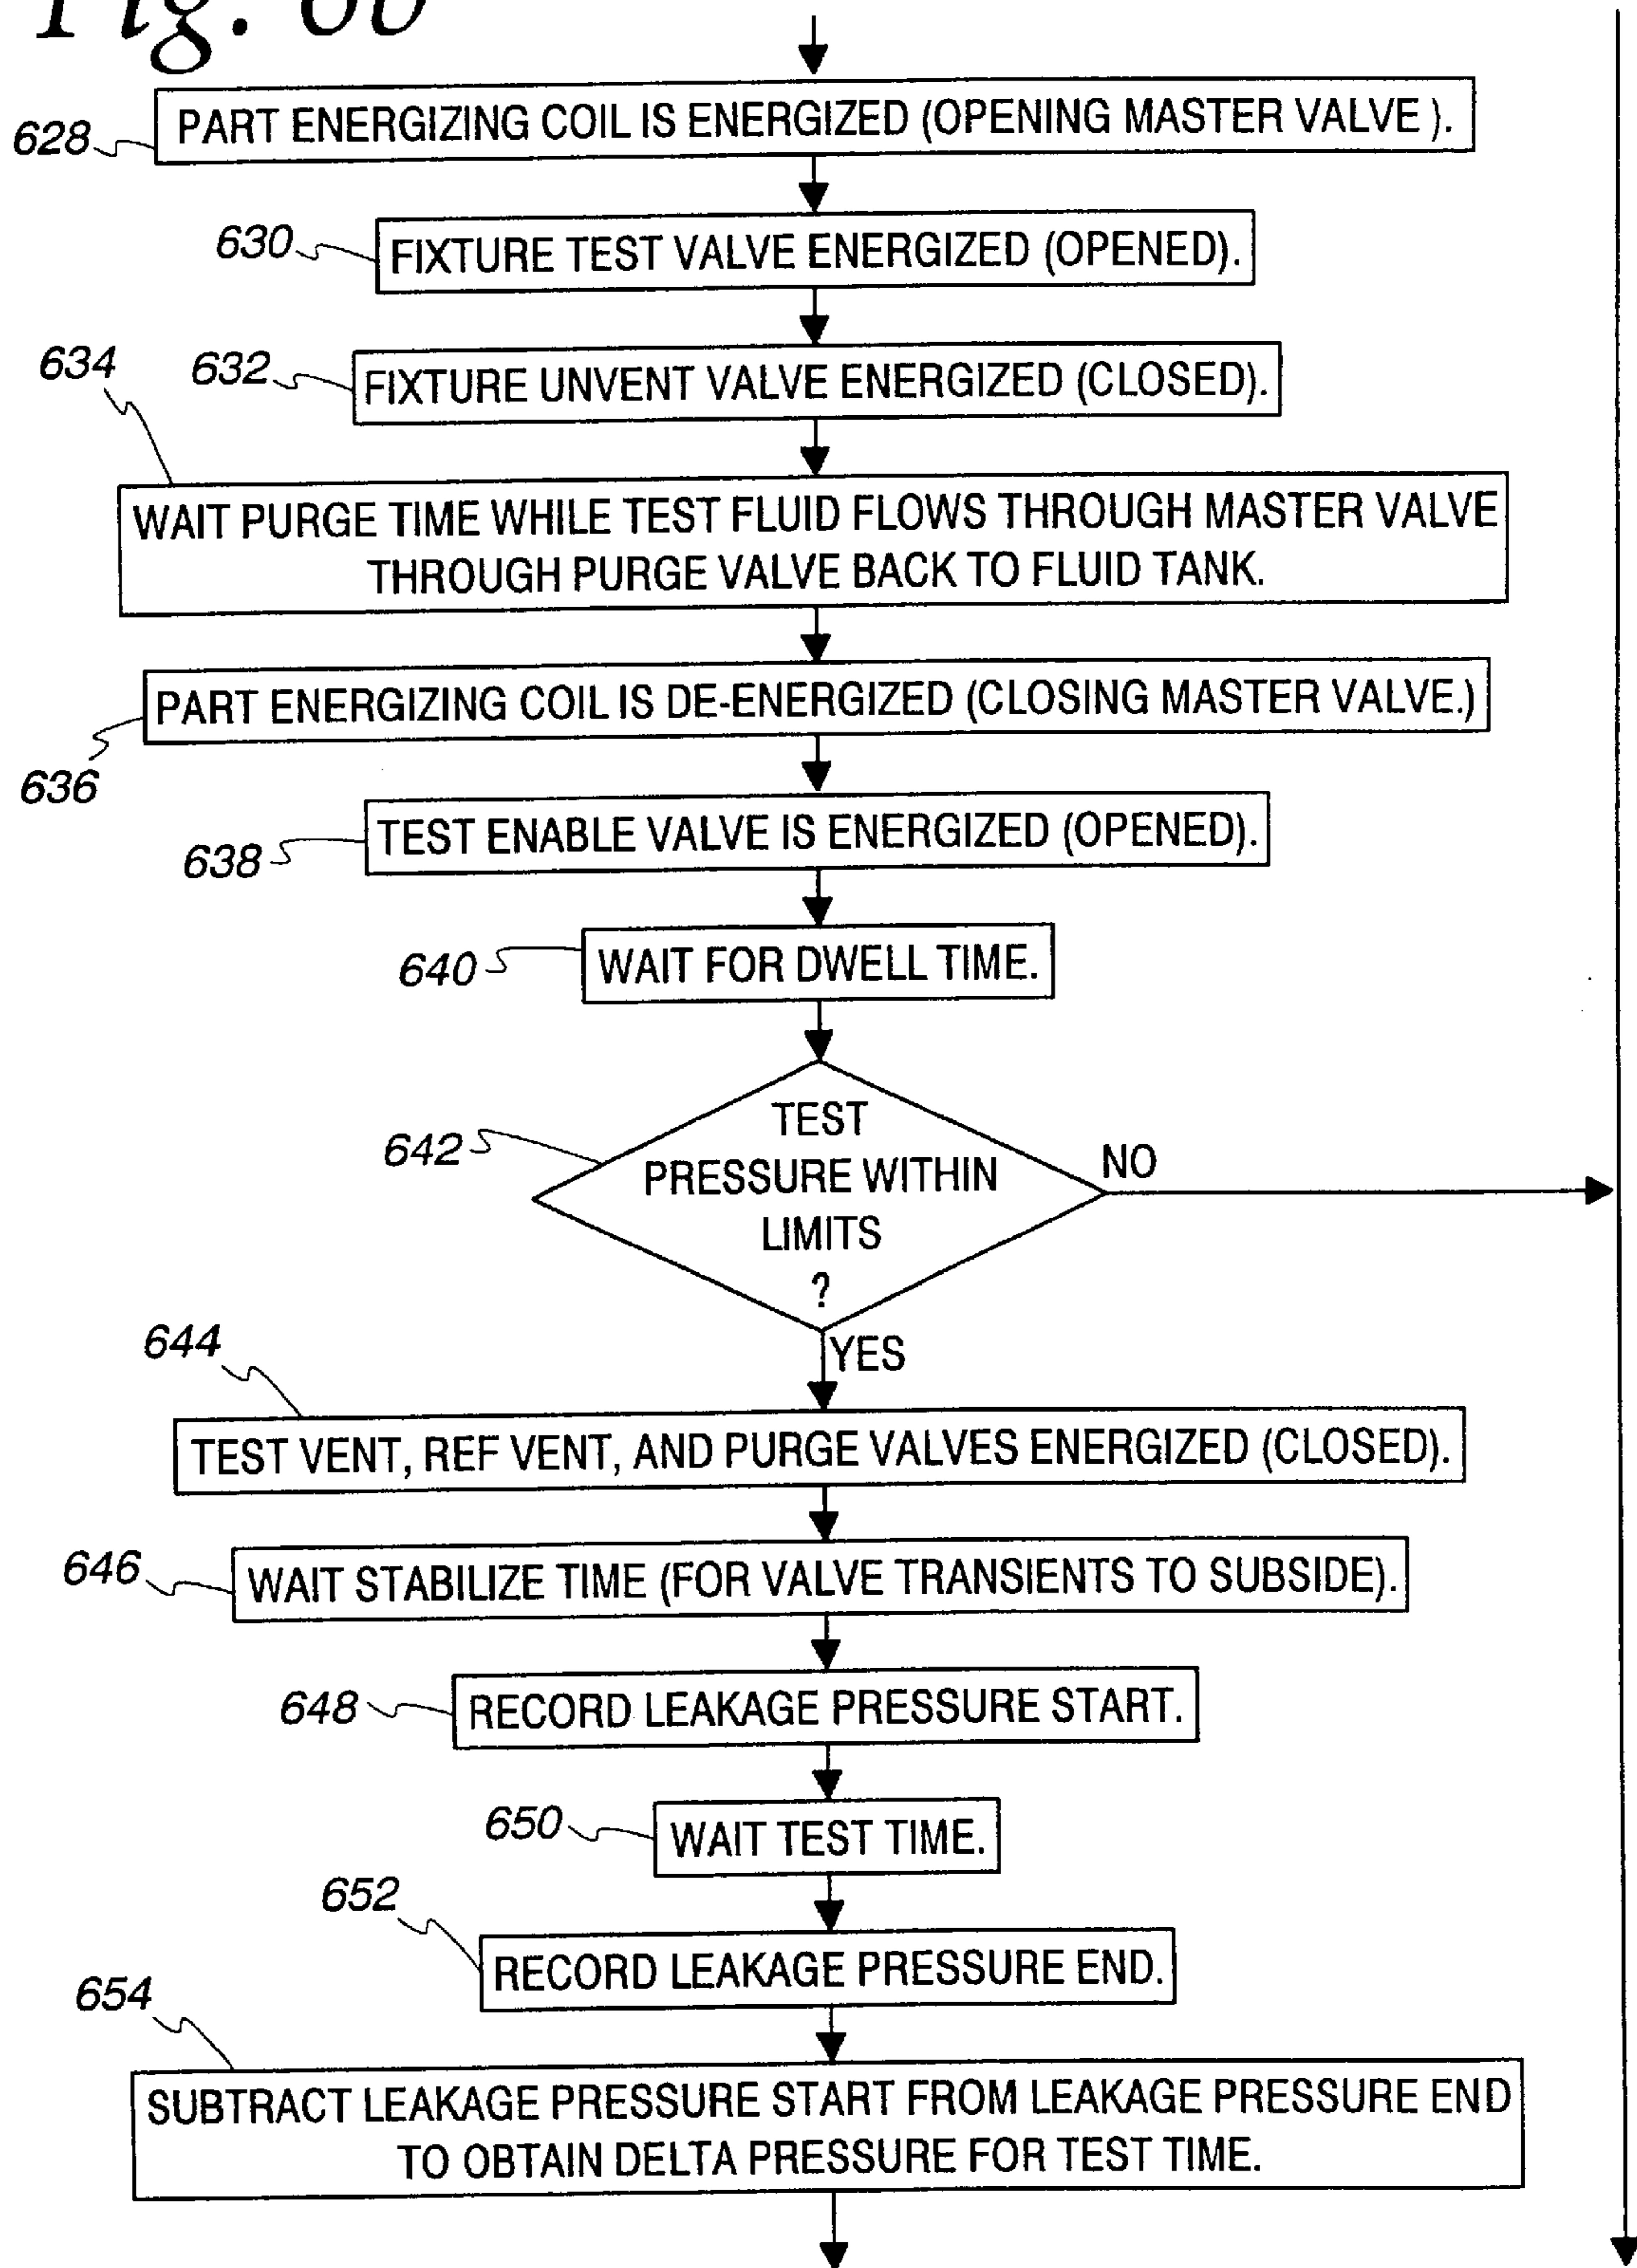 Fig. 6b
628
PART ENERGIZING COIL IS ENERGIZED (OPENING MASTER VALVE ).
630
FIXTURE TEST VALVE ENERGIZED (OPENED).
634
632
FIXTURE UNVENT VALVE ENERGIZED (CLOSED).
WAIT PURGE TIME WHILE TEST FLUID FLOWS THROUGH MASTER VALVE
THROUGH PURGE VALVE BACK TO FLUID TANK.
PART ENERGIZING COIL IS DE-ENERGIZED (CLOSING MASTER VALVE.)
636
TEST ENABLE VALVE IS ENERGIZED (OPENED).
638
640
WAIT FOR DWELL TIME.
642
TEST
PRESSURE WITHIN
LIMITS
?
NO
YES
644
TEST VENT, REF VENT, AND PURGE VALVES ENERGIZED (CLOSED).
646
WAIT STABILIZE TIME (FOR VALVE TRANSIENTS TO SUBSIDE).
648
RECORD LEAKAGE PRESSURE START.
650
WAIT TEST TIME.
652
RECORD LEAKAGE PRESSURE END.
654
SUBTRACT LEAKAGE PRESSURE START FROM LEAKAGE PRESSURE END
TO OBTAIN DELTA PRESSURE FOR TEST TIME.